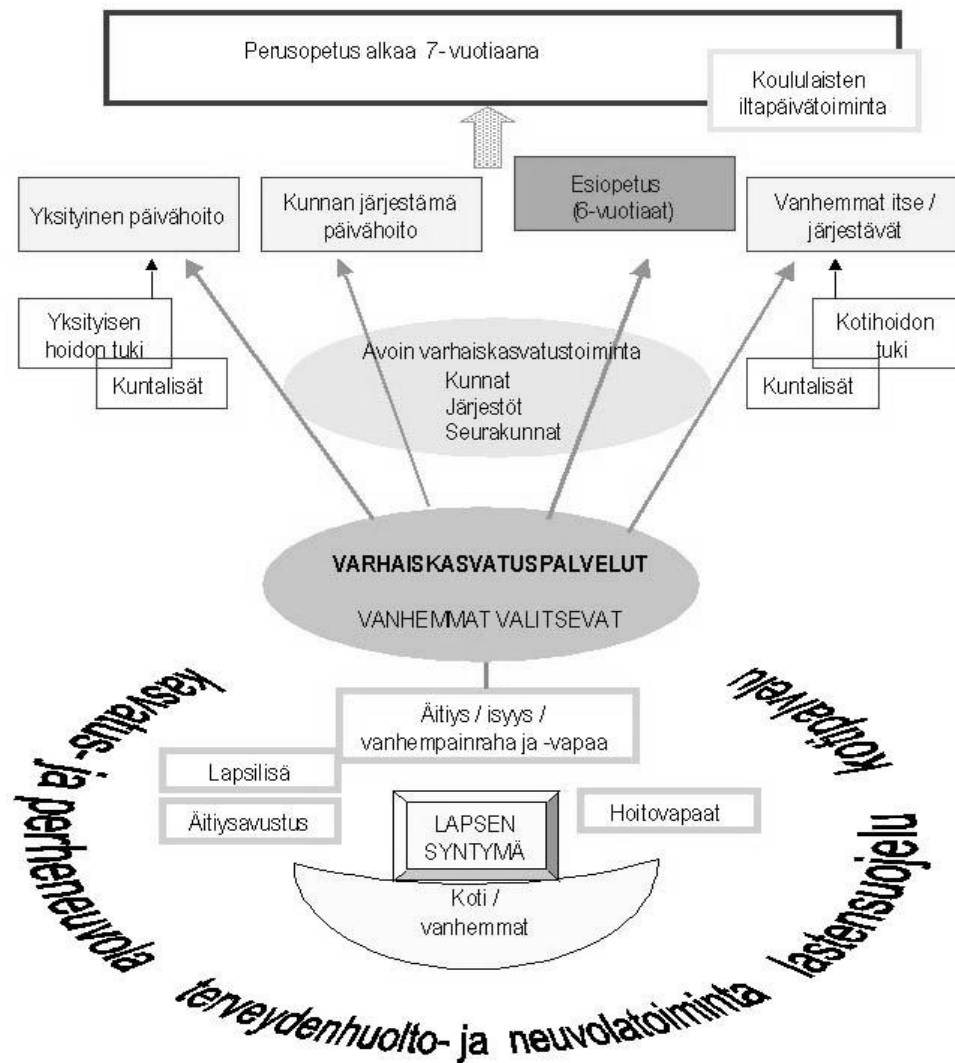 Perusopetus alkaa 7- vuotiaana
Koululaisten
iltapäivätoiminta
Yksityinen päivähoito
Kunnan järjestämä
päivähoito
Esiopetus
(6-vuotiaat)
Vanhemmat itse /
järjestävät
Yksityisen
hoidon tuki
Kuntalisät
Kotihoidon
tuki
Kuntalisät
Avoin varhaiskasvatustoiminta
Kunnat
Järjestöt
Seurakunnat
VARHAISKASVATUSPALVELUT
VANHEMMAT VALITSEVAT
Äitiys / isyys /
vanhempainraha ja -vapaa
Lapsilisä
Äitiysavustus
Hoitovapaat
LAPSEN
SYNTYMÄ
Koti /
vanhemmat
kasvatus- ja perheneuvola terveydenhuolto- ja neuvolatoiminta lastensuojelu kotipalvelu